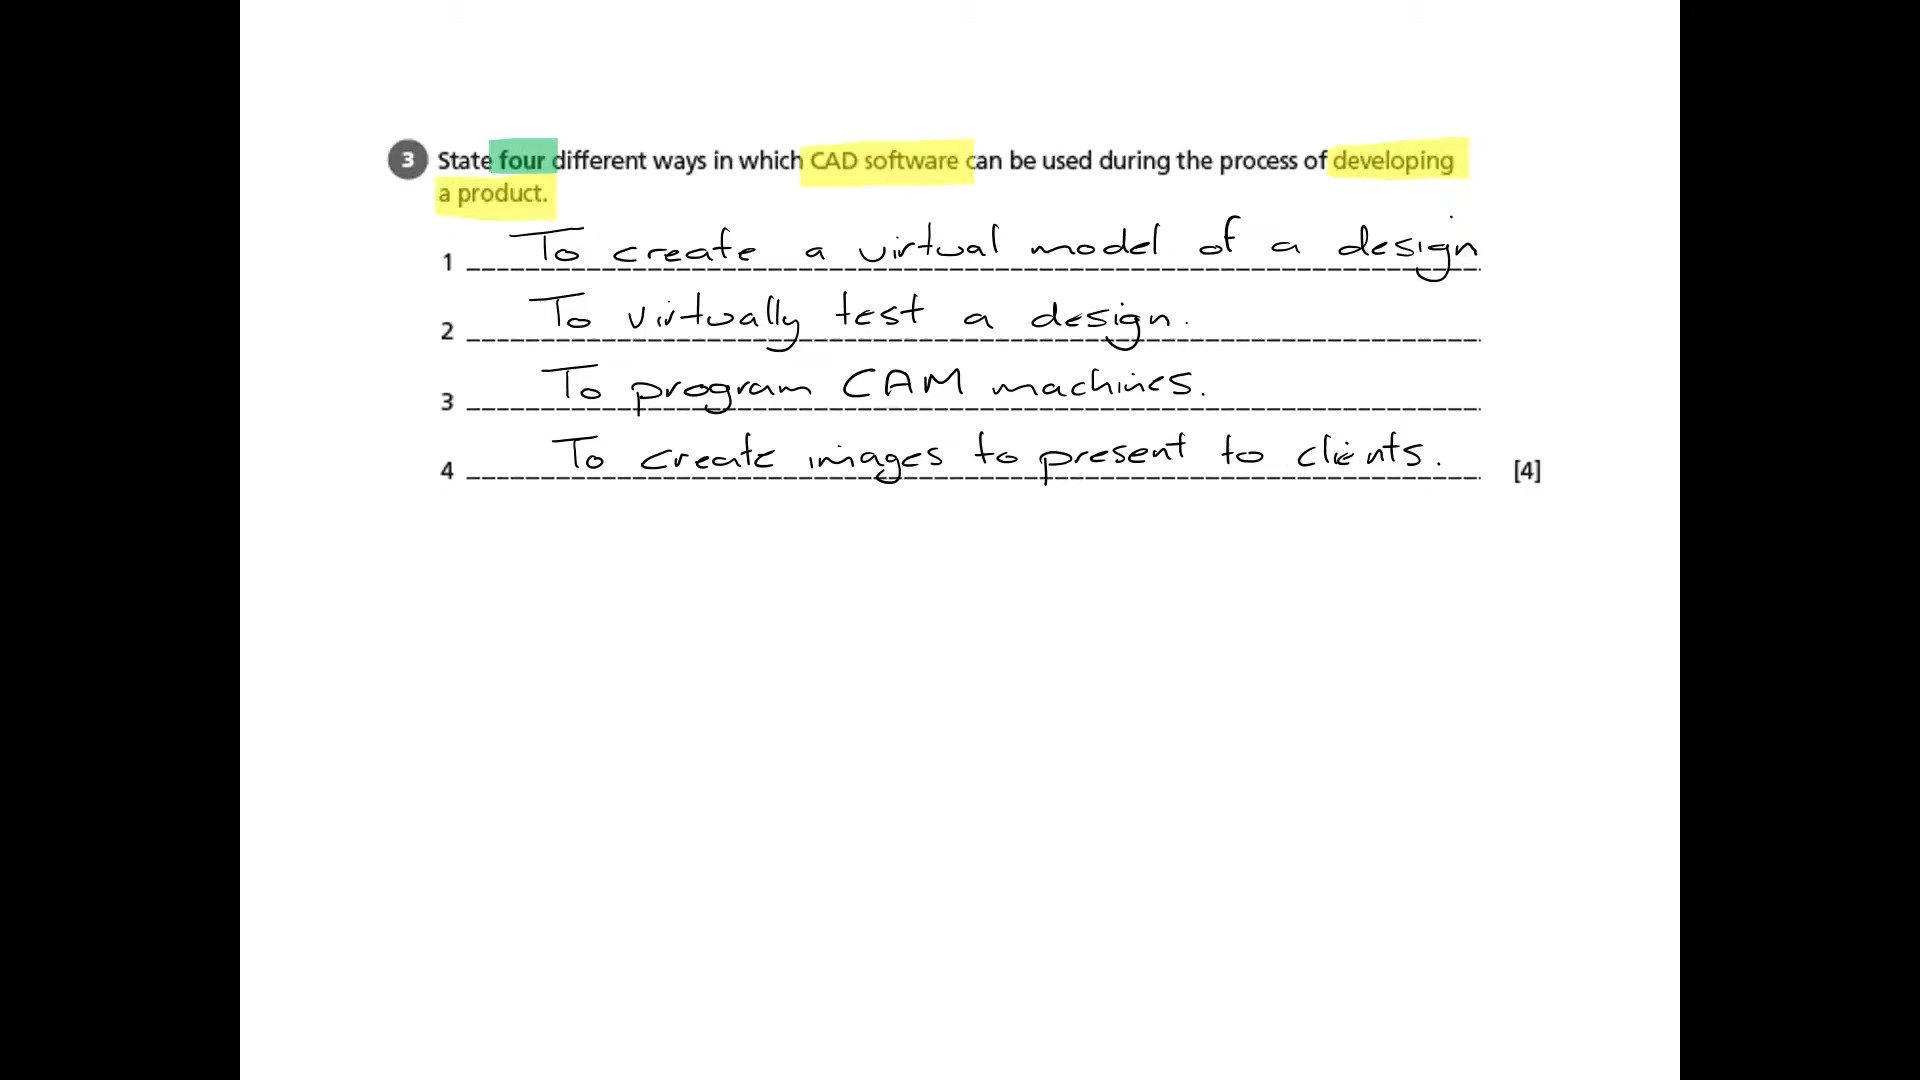 3 State four different ways in which CAD software can be used during the process of developing
a product.
1 To create a virtual model of a design
2 To virtually test a design.
3 To program CAM machines.
4 To create images to present to clients. [4]